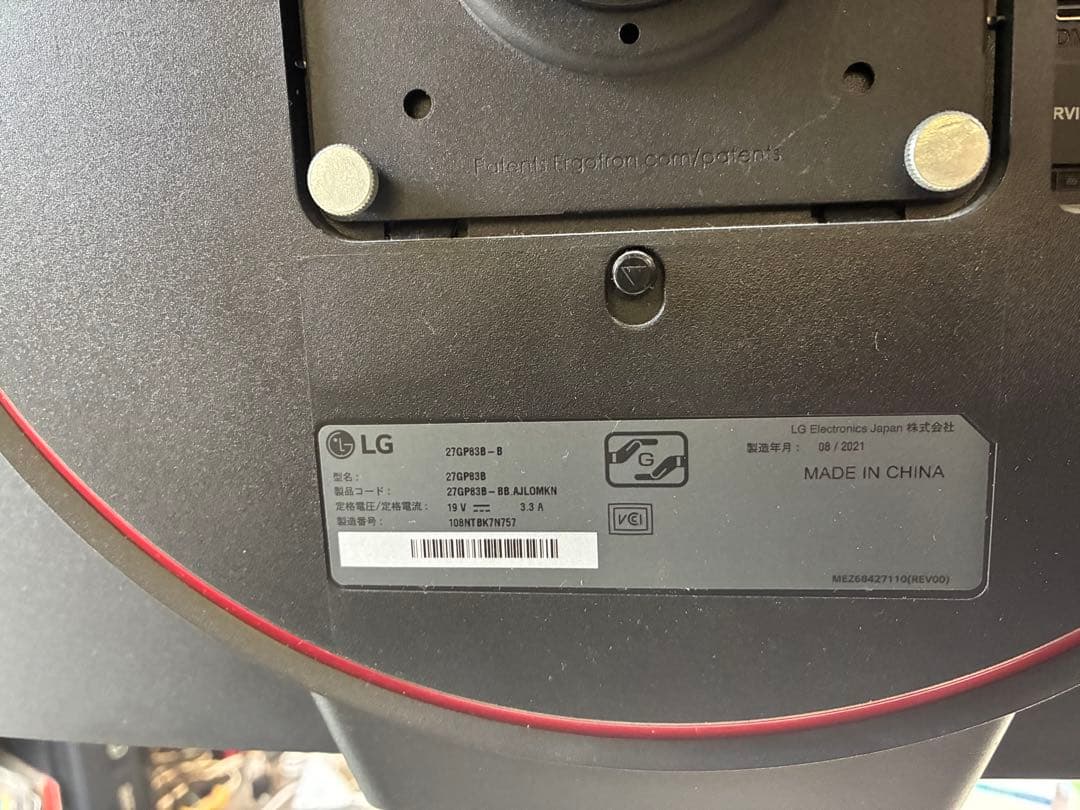 Patents Ergotron.com/patents
RVI
LG
27GP83B-B
型名: 27GP83B
製品コード: 27GP83B-BB.AJLOMKN
定格電圧/定格電流: 19 V 3.3 A
製造番号: 108NTBK7N757
G
VCI
LG Electronics Japan 株式会社
製造年月: 08 / 2021
MADE IN CHINA
MEZ68427110(REV00)